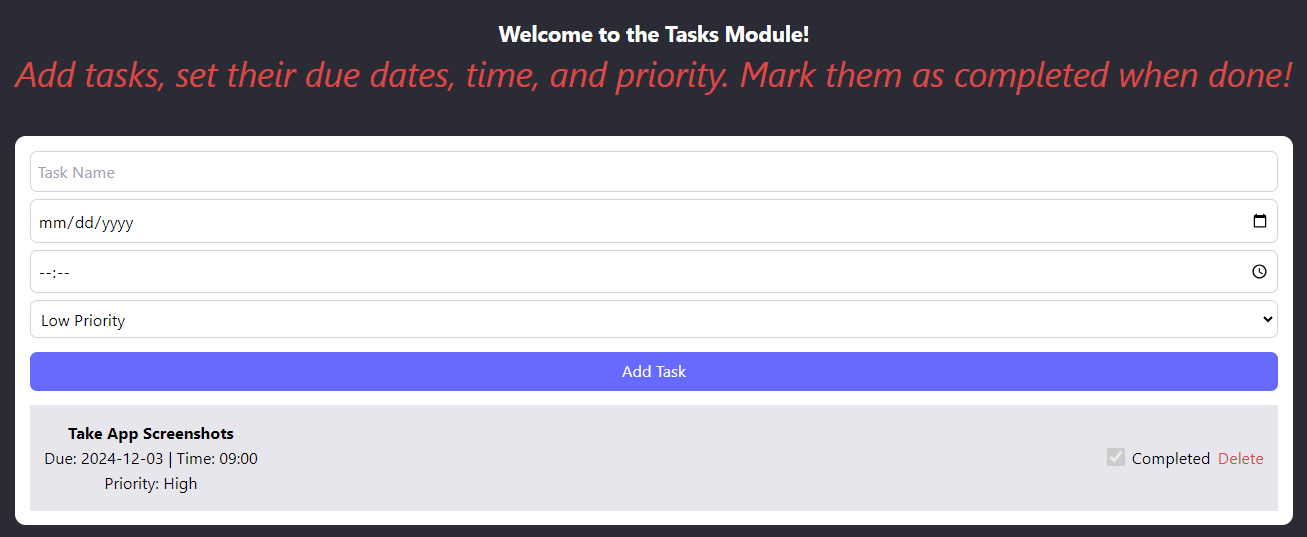 Welcome to the Tasks Module!
Add tasks, set their due dates, time, and priority. Mark them as completed when done!
Task Name
mm/dd/yyyy
--:--
Low Priority
Add Task
Take App Screenshots
Due: 2024-12-03 | Time: 09:00
Priority: High
Completed Delete